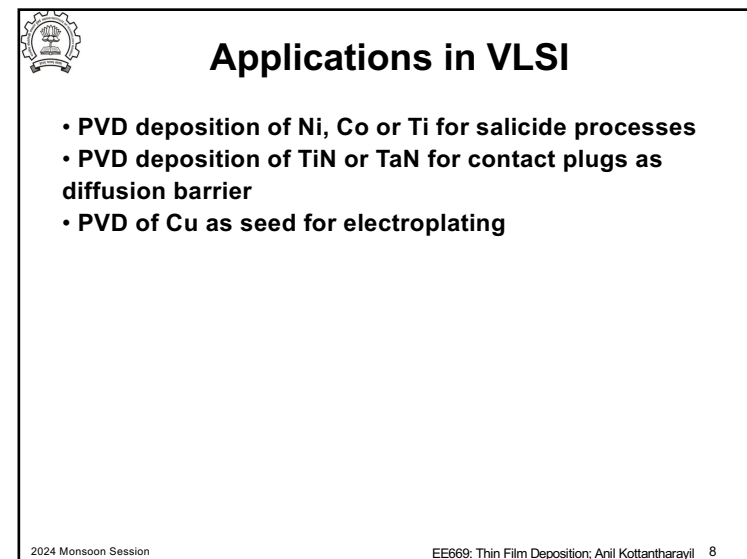 Applications in VLSI
• PVD deposition of Ni, Co or Ti for salicide processes
• PVD deposition of TiN or TaN for contact plugs as
diffusion barrier
• PVD of Cu as seed for electroplating
2024 Monsoon Session
EE669: Thin Film Deposition; Anil Kottantharayil 8